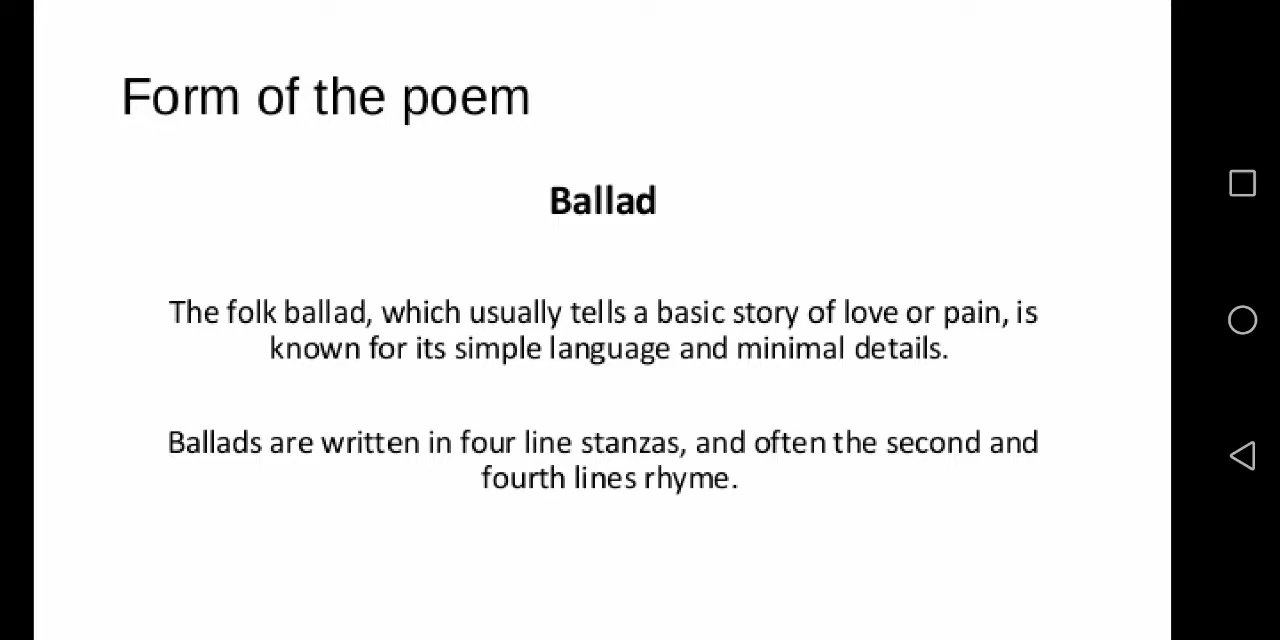 Form of the poem
Ballad
The folk ballad, which usually tells a basic story of love or pain, is
known for its simple language and minimal details.
Ballads are written in four line stanzas, and often the second and
fourth lines rhyme.